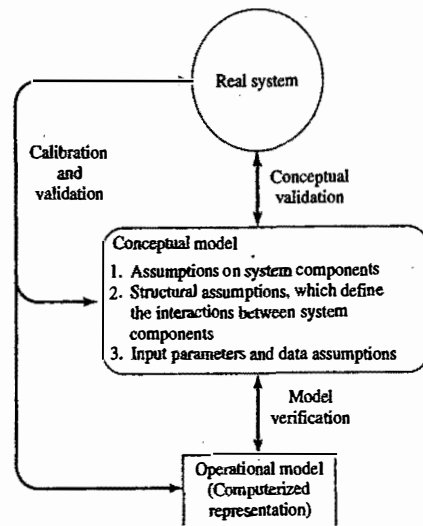 Real system
Calibration
and
validation
Conceptual
validation
Conceptual model
1. Assumptions on system components
2. Structural assumptions, which define
the interactions between system
components
3. Input parameters and data assumptions
Model
verification
Operational model
(Computerized
representation)